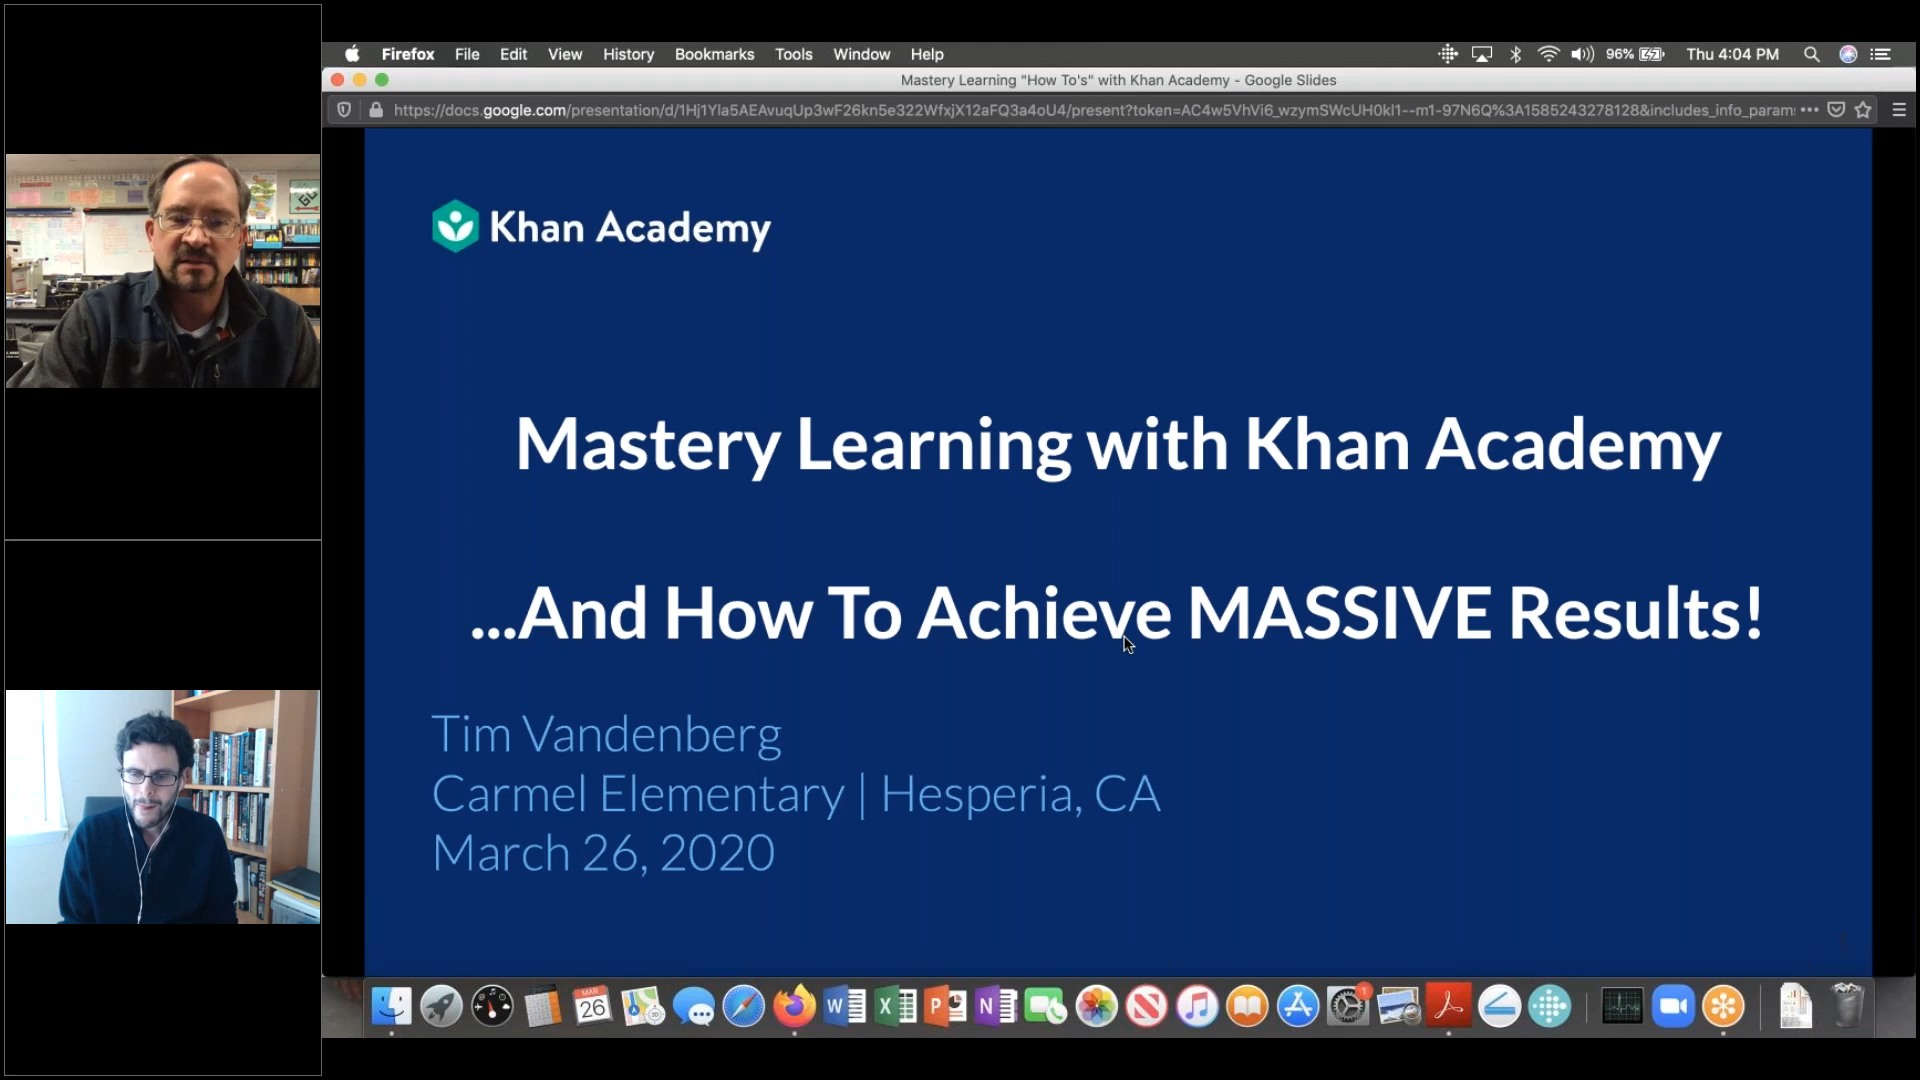 Firefox File Edit View History Bookmarks Tools Window Help 96% Thu 4:04 PM
Mastery Learning "How To's" with Khan Academy - Google Slides
https://docs.google.com/presentation/d/1Hj1Yla5AEAvuqUp3wF26kn5e322WfxjX12aFQ3a4oU4/present?token=AC4w5VhVi6_wzymSWcUH0kl1--m1-97N6Q%3A1585243278128&includes_info_params
Khan Academy
Mastery Learning with Khan Academy
...And How To Achieve MASSIVE Results!
Tim Vandenberg
Carmel Elementary | Hesperia, CA
March 26, 2020
MAR
26
1